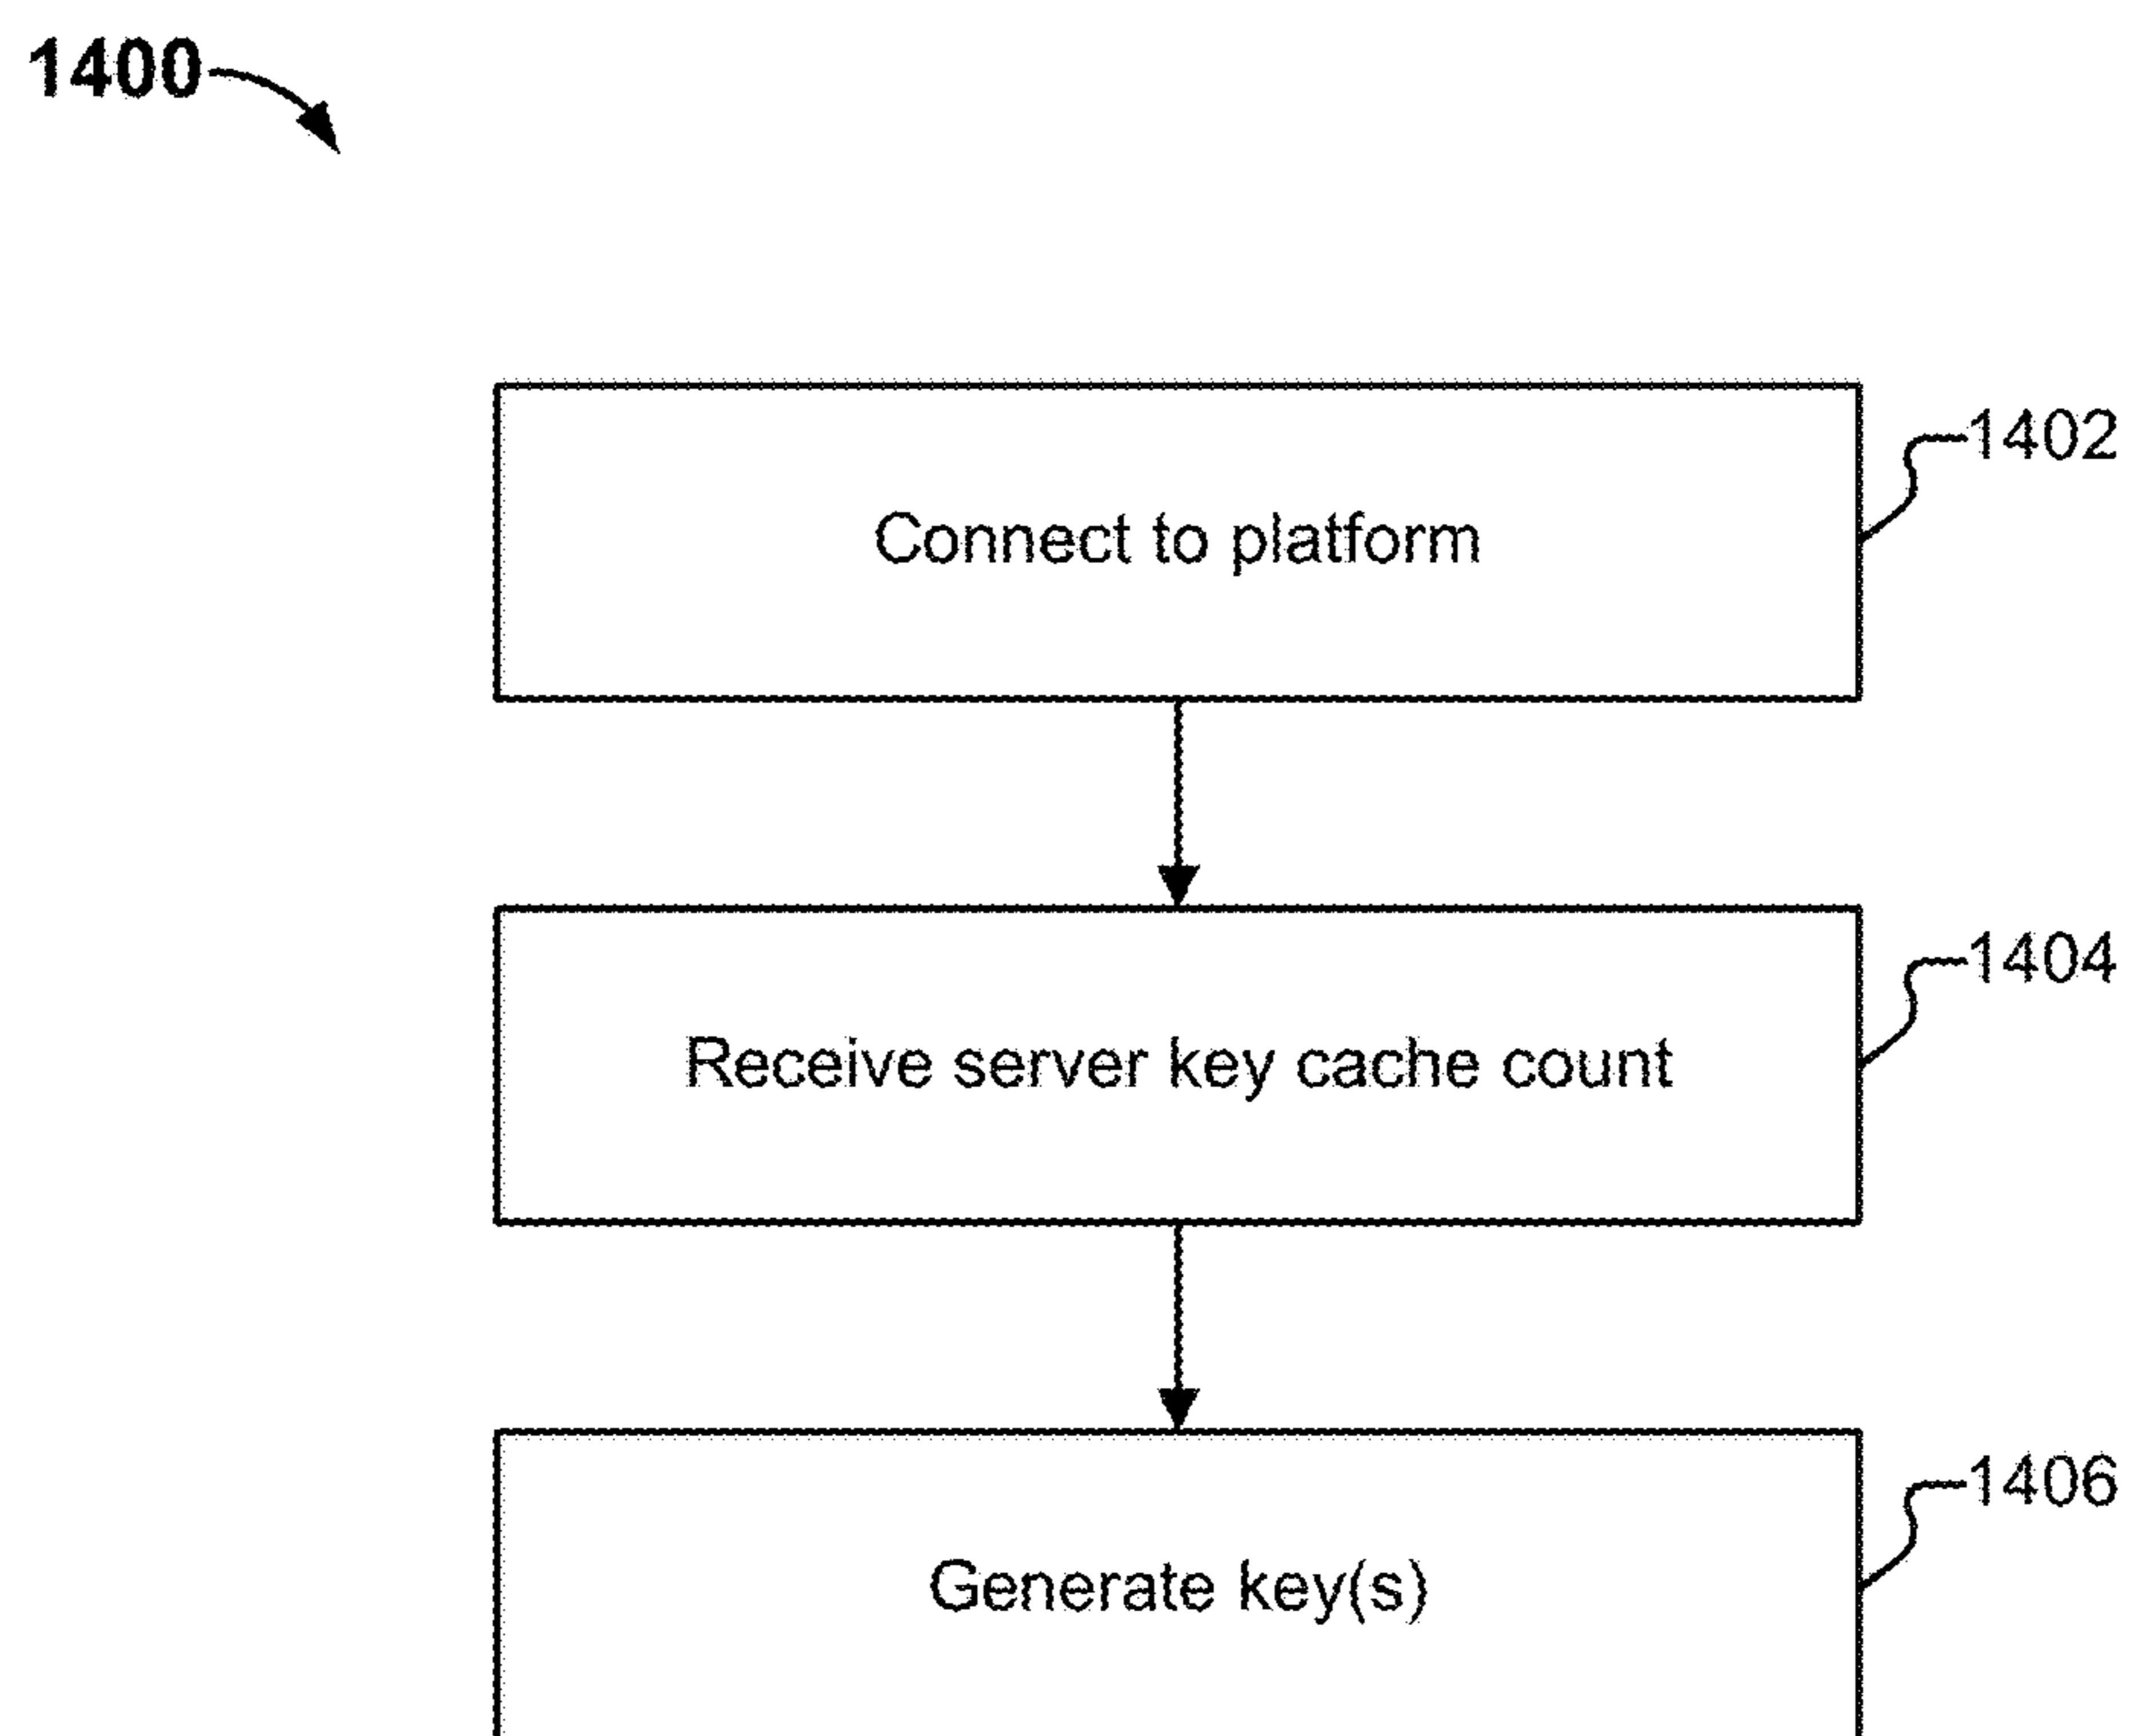 1400
Connect to platform
1402
Receive server key cache count
1404
Generate key(s)
1406